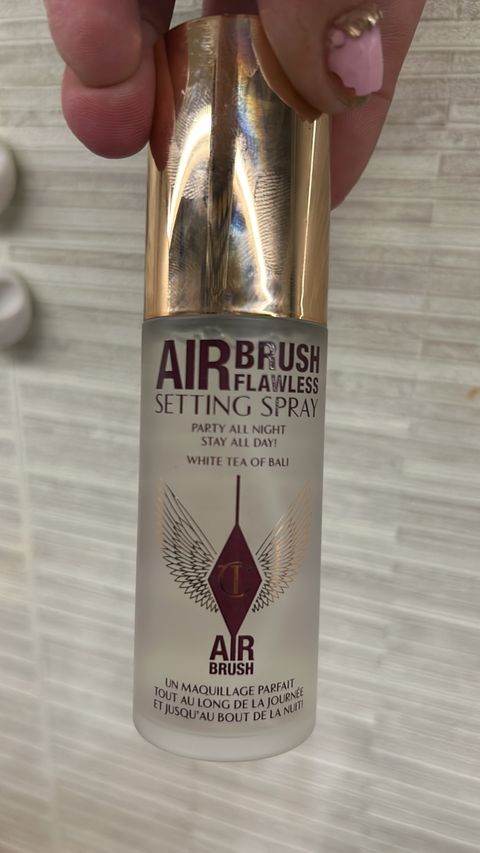 AIRBRUSH
FLAWLESS
SETTING SPRAY
PARTY ALL NIGHT
STAY ALL DAY!
WHITE TEA OF BALI
CT
AIR
BRUSH
UN MAQUILLAGE PARFAIT
TOUT AU LONG DE LA JOURNÉE
ET JUSQU'AU BOUT DE LA NUIT!